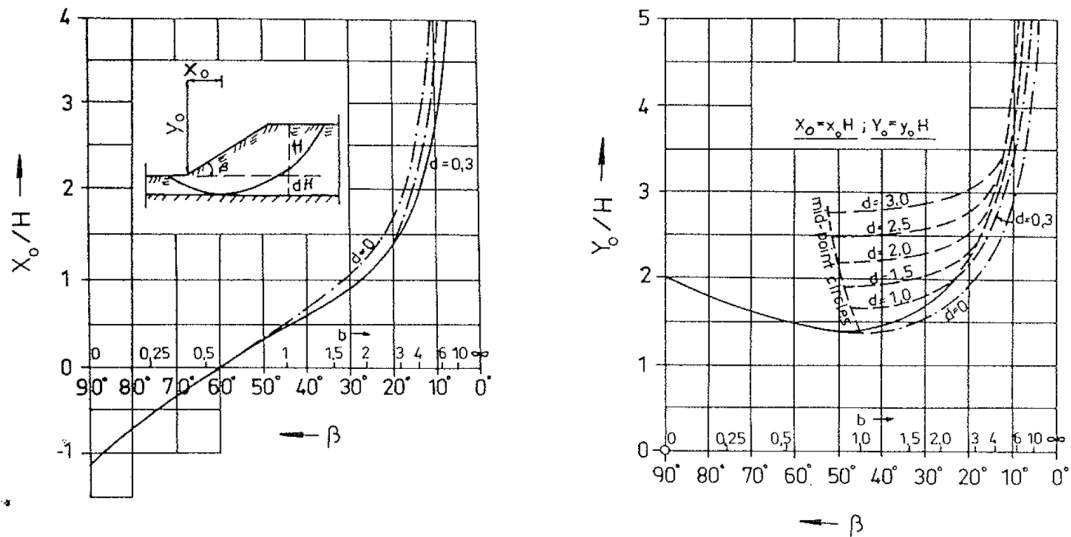 4
3
2
1
0
-1
X₀/H
X₀
Y₀
H
β
dH
d=0,3
d=0
b →
0 0,25 0,5 1 1,5 2 3 4 6 10 ∞
90° 80° 70° 60° 50° 40° 30° 20° 10° 0°
← β
5
4
3
2
1
0
Y₀/H
X₀=x₀H ; Y₀=y₀H
mid-point circles
d=3,0
d=2,5
d=2,0
d=1,5
d=1,0
d=0,3
d=0
b →
0 0,25 0,5 1,0 1,5 2,0 3 4 6 10 ∞
90° 80° 70° 60° 50° 40° 30° 20° 10° 0°
← β